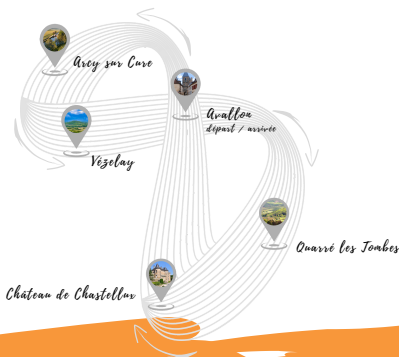 Arcy sur Cure
Avallon
départ / arrivée
Vézelay
Quarré les Tombes
Château de Chastellux